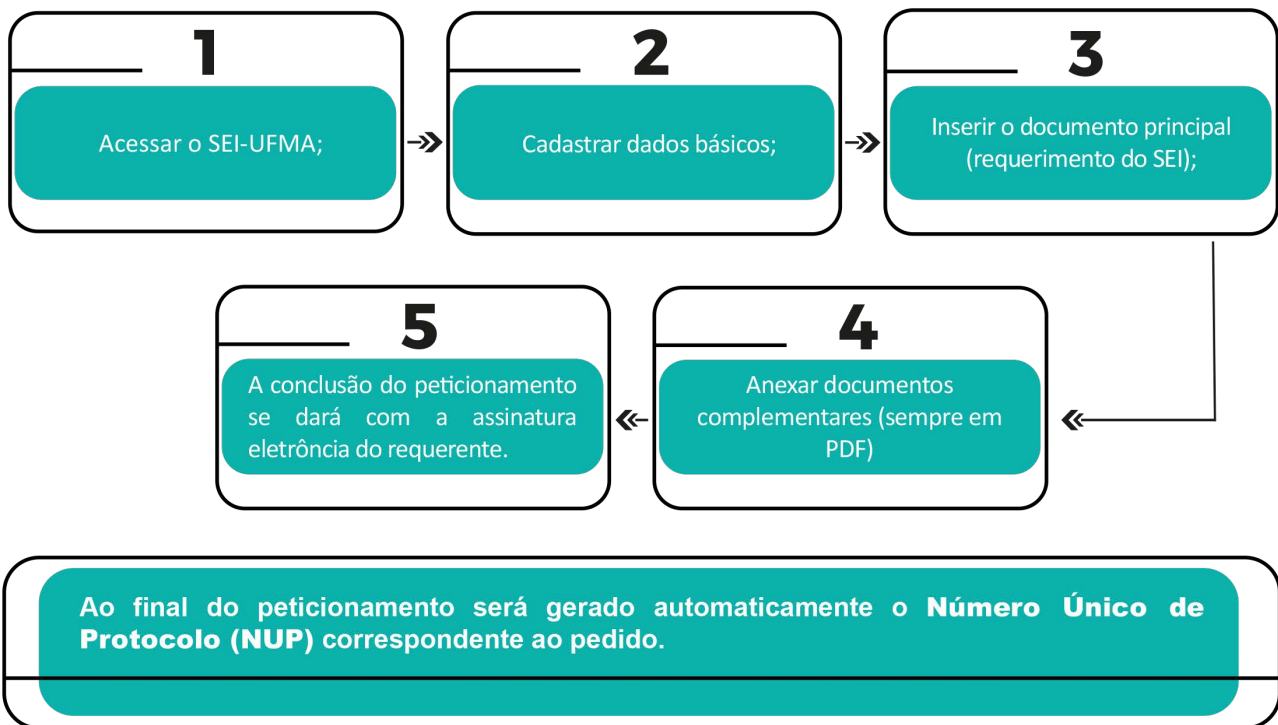 1
Acessar o SEI-UFMA;
2
Cadastrar dados básicos;
3
Inserir o documento principal
(requerimento do SEI);
4
Anexar documentos
complementares (sempre em
PDF)
5
A conclusão do peticionamento
se dará com a assinatura
eletrôncia do requerente.
Ao final do peticionamento será gerado automaticamente o Número Único de
Protocolo (NUP) correspondente ao pedido.